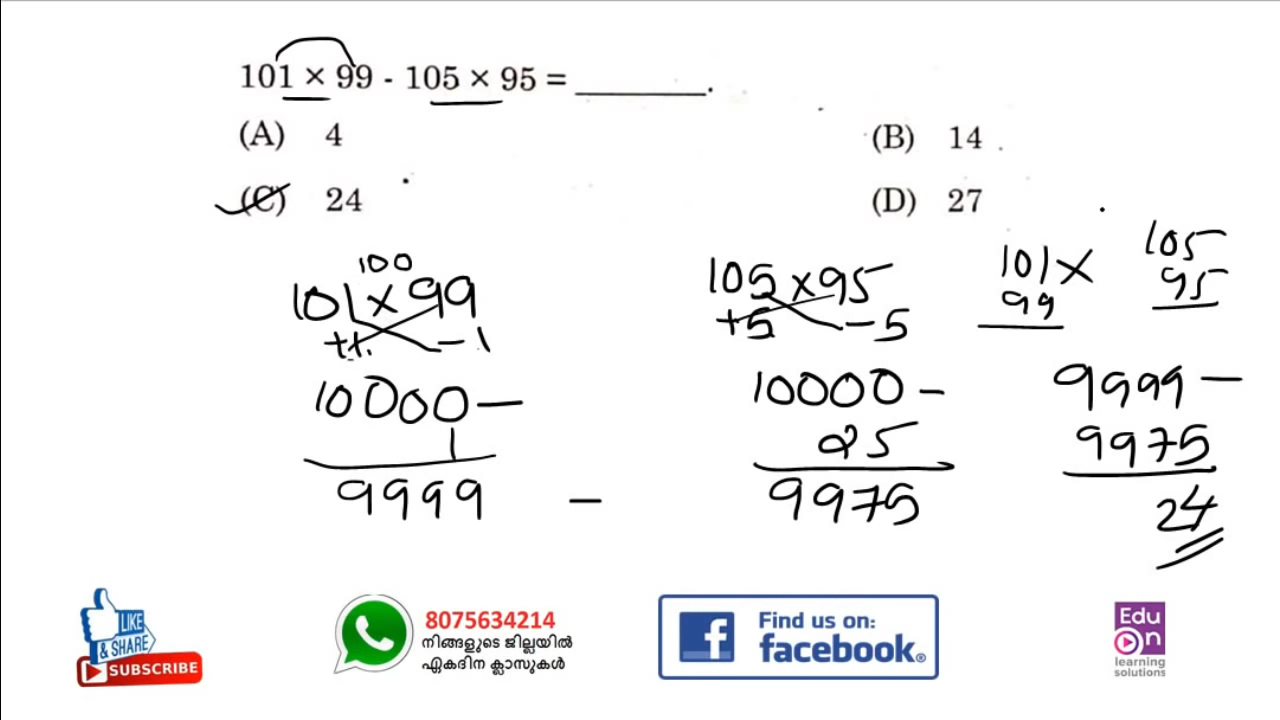 101 × 99 - 105 × 95 = ________.
(A) 4
(B) 14
(C) 24
(D) 27
100
101 × 99
+1 -1
10000 -
1
9999 -
105 × 95
+5 -5
10000 -
25
9975
101 ×
99
105
95
9999 -
9975
24
LIKE
& SHARE
SUBSCRIBE
8075634214
നിങ്ങളുടെ ജില്ലയിൽ
ഏകദിന ക്ലാസുകൾ
f
Find us on:
facebook®
Edu
On
learning
solutions